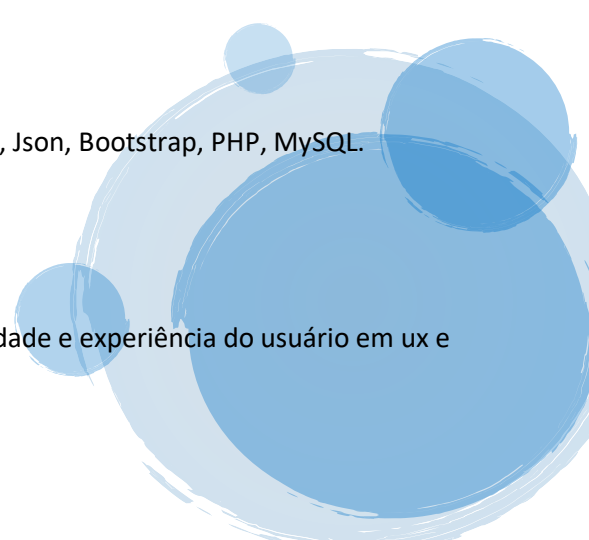 , Json, Bootstrap, PHP, MySQL.
dade e experiência do usuário em ux e